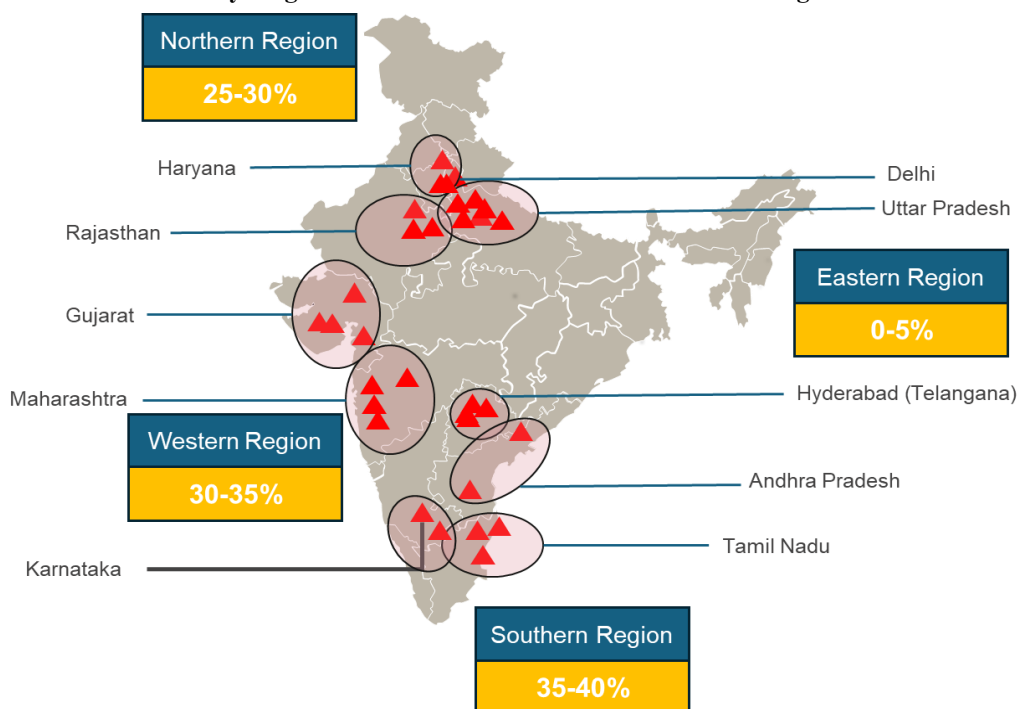 Northern Region
25-30%
Haryana
Delhi
Uttar Pradesh
Rajasthan
Eastern Region
0-5%
Gujarat
Hyderabad (Telangana)
Maharashtra
Western Region
30-35%
Andhra Pradesh
Tamil Nadu
Karnataka
Southern Region
35-40%